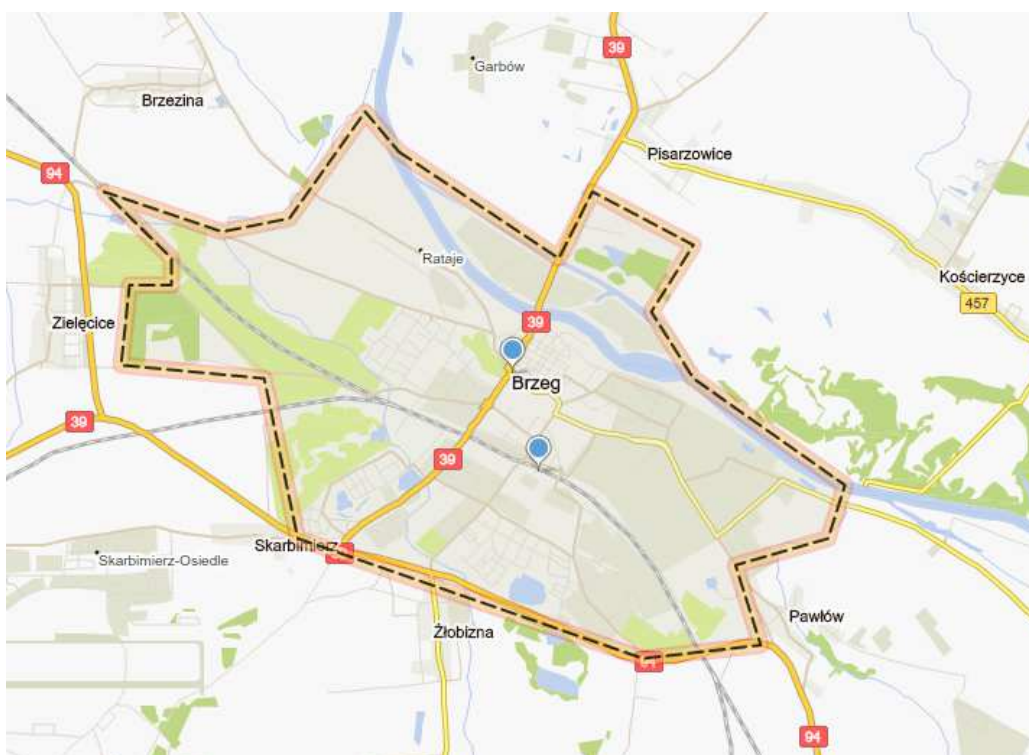 39
Garbów
Brzezina
Pisarzowice
94
Rataje
Kościerzyce
457
Zielęcice
39
Brzeg
39
39
Skarbimierz
Skarbimierz-Osiedle
Pawłów
Żłobizna
94
94